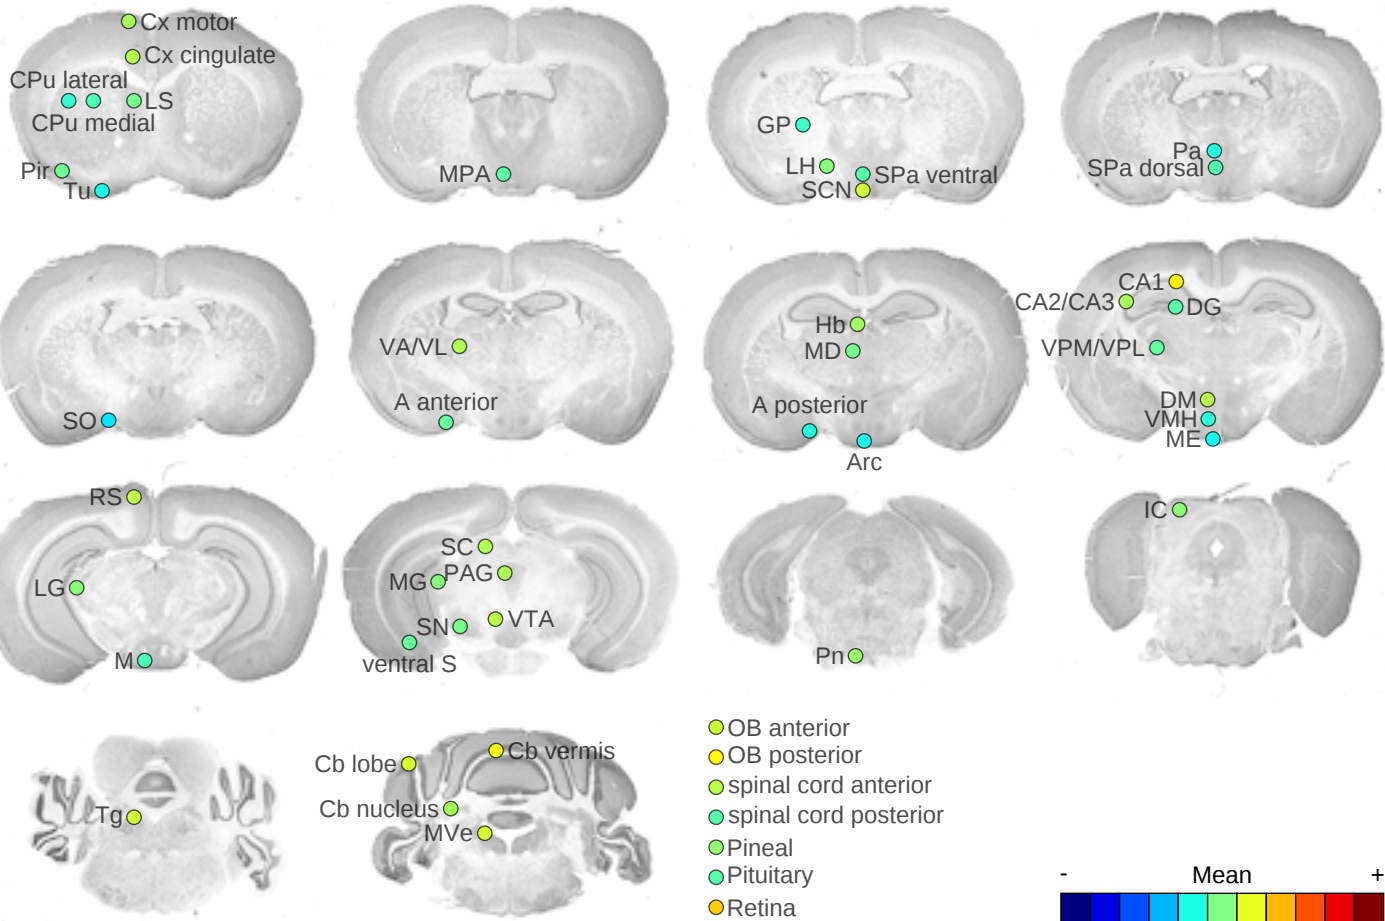 Cx motor
Cx cingulate
CPu lateral
LS
CPu medial
Pir
Tu
MPA
GP
LH
SPa ventral
SCN
Pa
SPa dorsal
SO
VA/VL
A anterior
Hb
MD
A posterior
Arc
CA1
CA2/CA3
DG
VPM/VPL
DM
VMH
ME
RS
LG
M
SC
PAG
MG
VTA
SN
ventral S
Pn
IC
Tg
Cb lobe
Cb vermis
Cb nucleus
MVe
OB anterior
OB posterior
spinal cord anterior
spinal cord posterior
Pineal
Pituitary
Retina
- Mean +